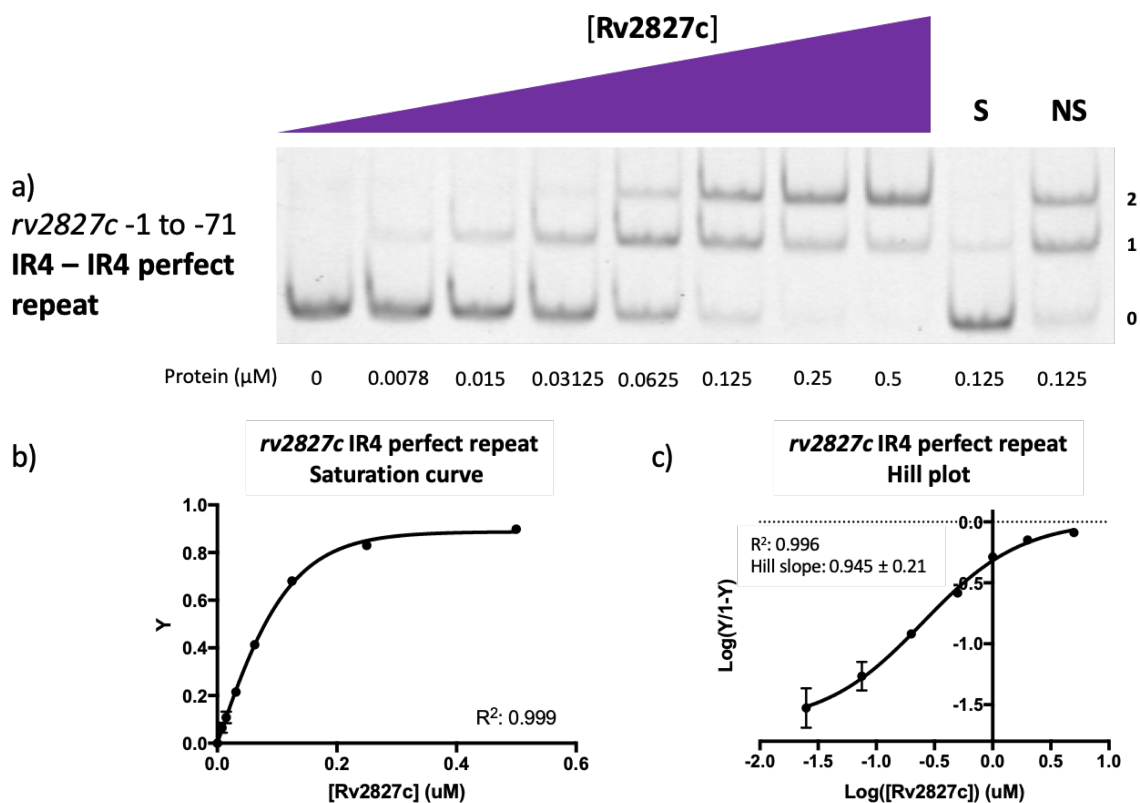 [Rv2827c]
S NS
a)
rv2827c -1 to -71
IR4 – IR4 perfect
repeat
2
1
0
Protein (µM) 0 0.0078 0.015 0.03125 0.0625 0.125 0.25 0.5 0.125 0.125
b)
rv2827c IR4 perfect repeat
Saturation curve
1.0
0.8
0.6
0.4
0.2
0.0
Y
R²: 0.999
0.0 0.2 0.4 0.6
[Rv2827c] (uM)
c)
rv2827c IR4 perfect repeat
Hill plot
R²: 0.996
Hill slope: 0.945 ± 0.21
0.0
-0.5
-1.0
-1.5
Log(Y/1-Y)
-2.0 -1.5 -1.0 -0.5 0.0 0.5 1.0
Log([Rv2827c]) (uM)